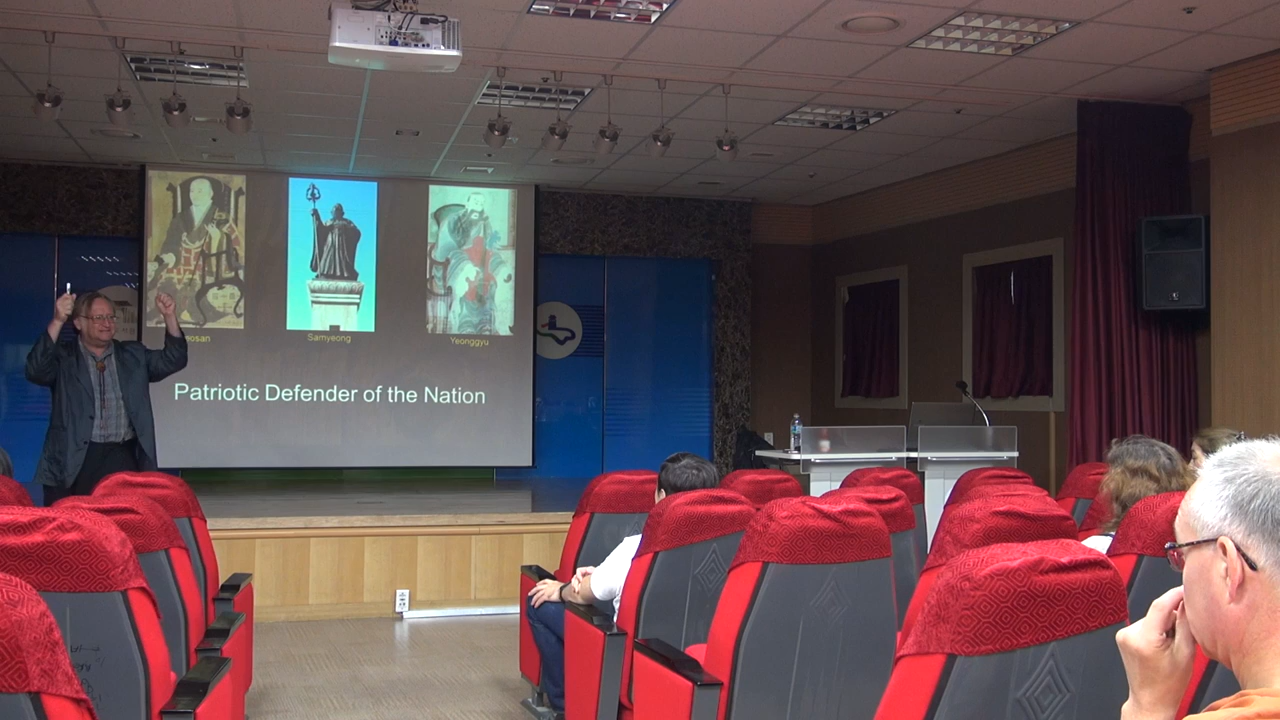 Samyeong
Yeonggyu
Patriotic Defender of the Nation